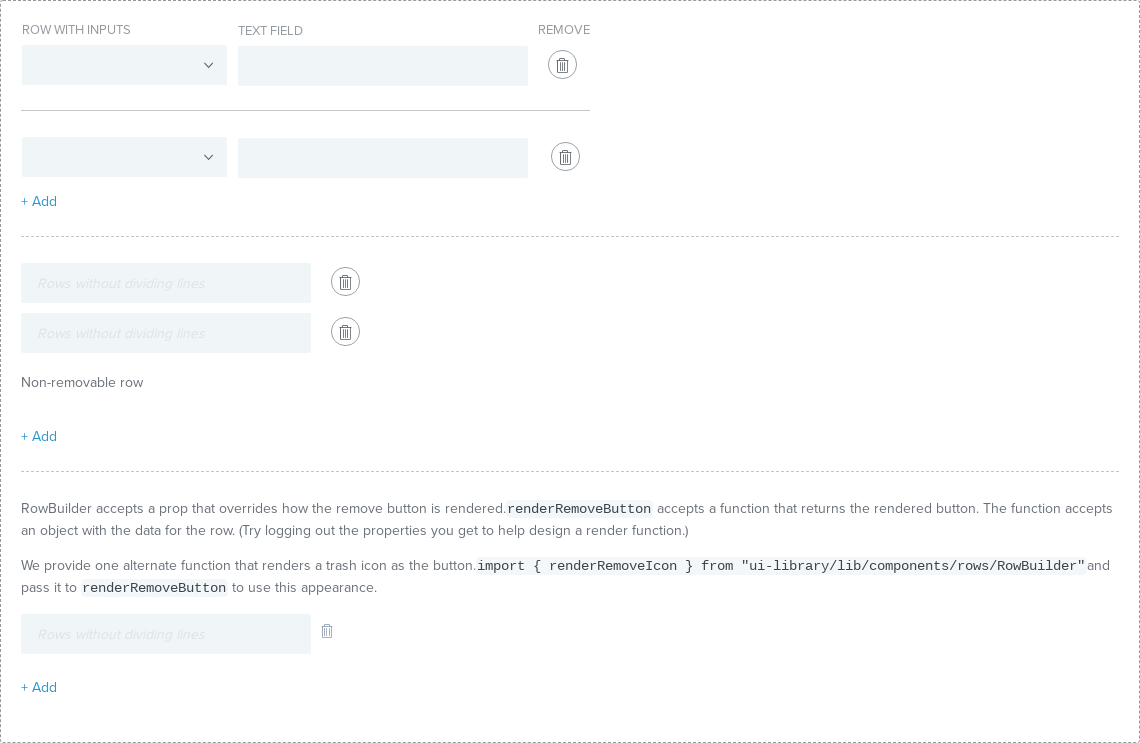 ROW WITH INPUTS TEXT FIELD REMOVE
+ Add
Rows without dividing lines
Rows without dividing lines
Non-removable row
+ Add
RowBuilder accepts a prop that overrides how the remove button is rendered. renderRemoveButton accepts a function that returns the rendered button. The function accepts
an object with the data for the row. (Try logging out the properties you get to help design a render function.)
We provide one alternate function that renders a trash icon as the button. import { renderRemoveIcon } from "ui-library/lib/components/rows/RowBuilder" and
pass it to renderRemoveButton to use this appearance.
Rows without dividing lines
+ Add